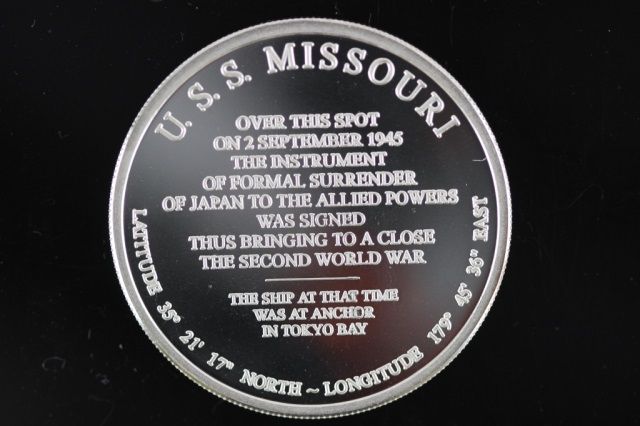 U. S. S. MISSOURI
OVER THIS SPOT
ON 2 SEPTEMBER 1945
THE INSTRUMENT
OF FORMAL SURRENDER
OF JAPAN TO THE ALLIED POWERS
WAS SIGNED
THUS BRINGING TO A CLOSE
THE SECOND WORLD WAR
THE SHIP AT THAT TIME
WAS AT ANCHOR
IN TOKYO BAY
LATITUDE 35° 21' 17" NORTH ~ LONGITUDE 179° 45' 36" EAST